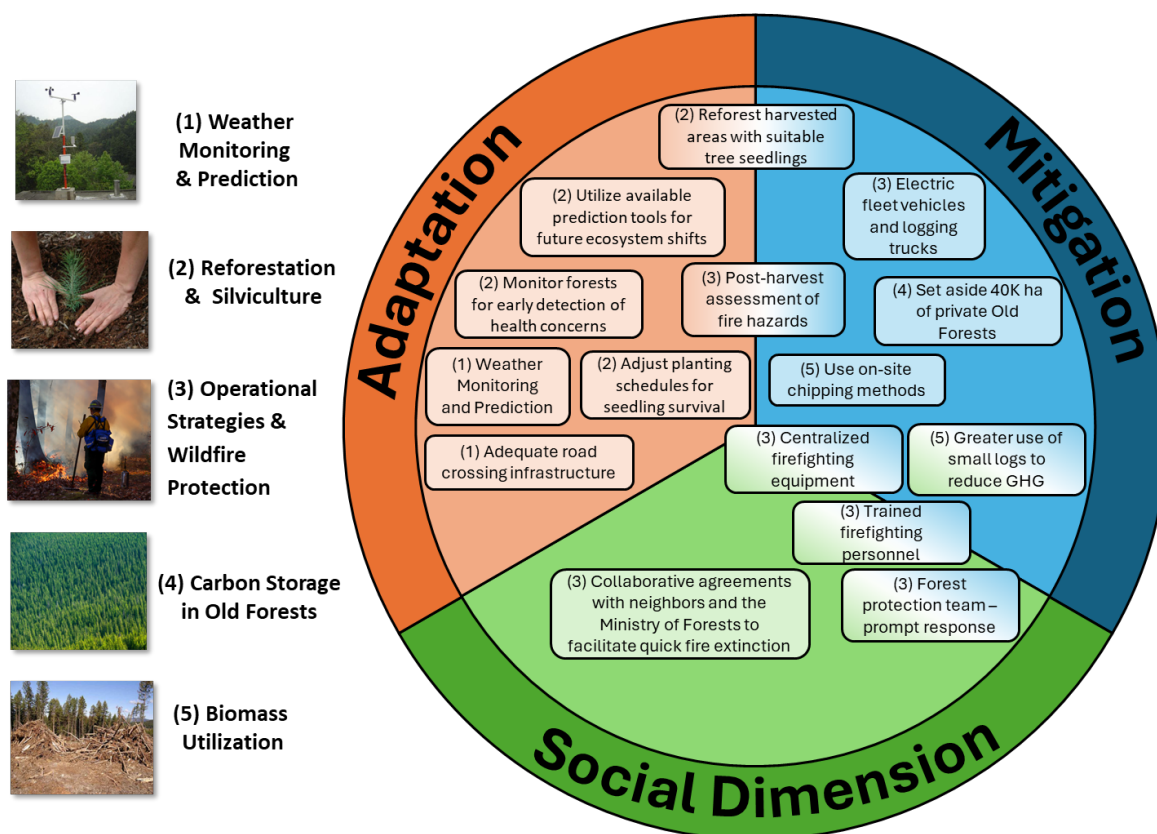 (1) Weather
Monitoring
& Prediction
(2) Reforestation
& Silviculture
(3) Operational
Strategies &
Wildfire
Protection
(4) Carbon Storage
in Old Forests
(5) Biomass
Utilization
Adaptation
Mitigation
Social Dimension
(2) Reforest harvested
areas with suitable
tree seedlings
(2) Utilize available
prediction tools for
future ecosystem shifts
(3) Electric
fleet vehicles
and logging
trucks
(2) Monitor forests
for early detection of
health concerns
(3) Post-harvest
assessment of
fire hazards
(4) Set aside 40K ha
of private Old
Forests
(1) Weather
Monitoring
and Prediction
(2) Adjust planting
schedules for
seedling survival
(5) Use on-site
chipping methods
(1) Adequate road
crossing infrastructure
(3) Centralized
firefighting
equipment
(5) Greater use of
small logs to
reduce GHG
(3) Trained
firefighting
personnel
(3) Collaborative agreements
with neighbors and the
Ministry of Forests to
facilitate quick fire extinction
(3) Forest
protection team –
prompt response